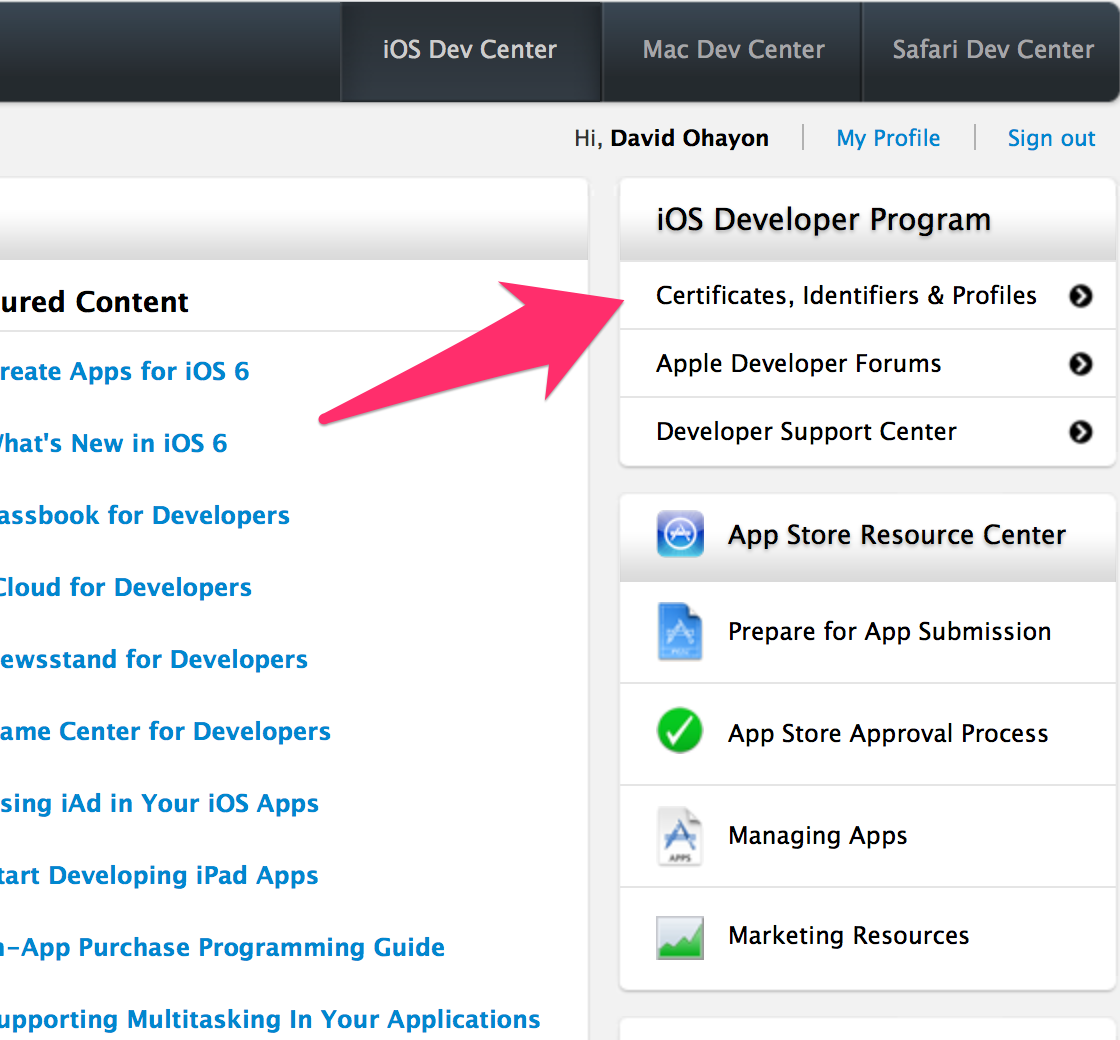 iOS Dev Center
Mac Dev Center
Safari Dev Center
Hi, David Ohayon
My Profile
Sign out
ured Content
reate Apps for iOS 6
hat's New in iOS 6
assbook for Developers
Cloud for Developers
ewsstand for Developers
ame Center for Developers
sing iAd in Your iOS Apps
tart Developing iPad Apps
n-App Purchase Programming Guide
upporting Multitasking In Your Applications
iOS Developer Program
Certificates, Identifiers & Profiles
Apple Developer Forums
Developer Support Center
App Store Resource Center
Prepare for App Submission
App Store Approval Process
APPS
Managing Apps
Marketing Resources